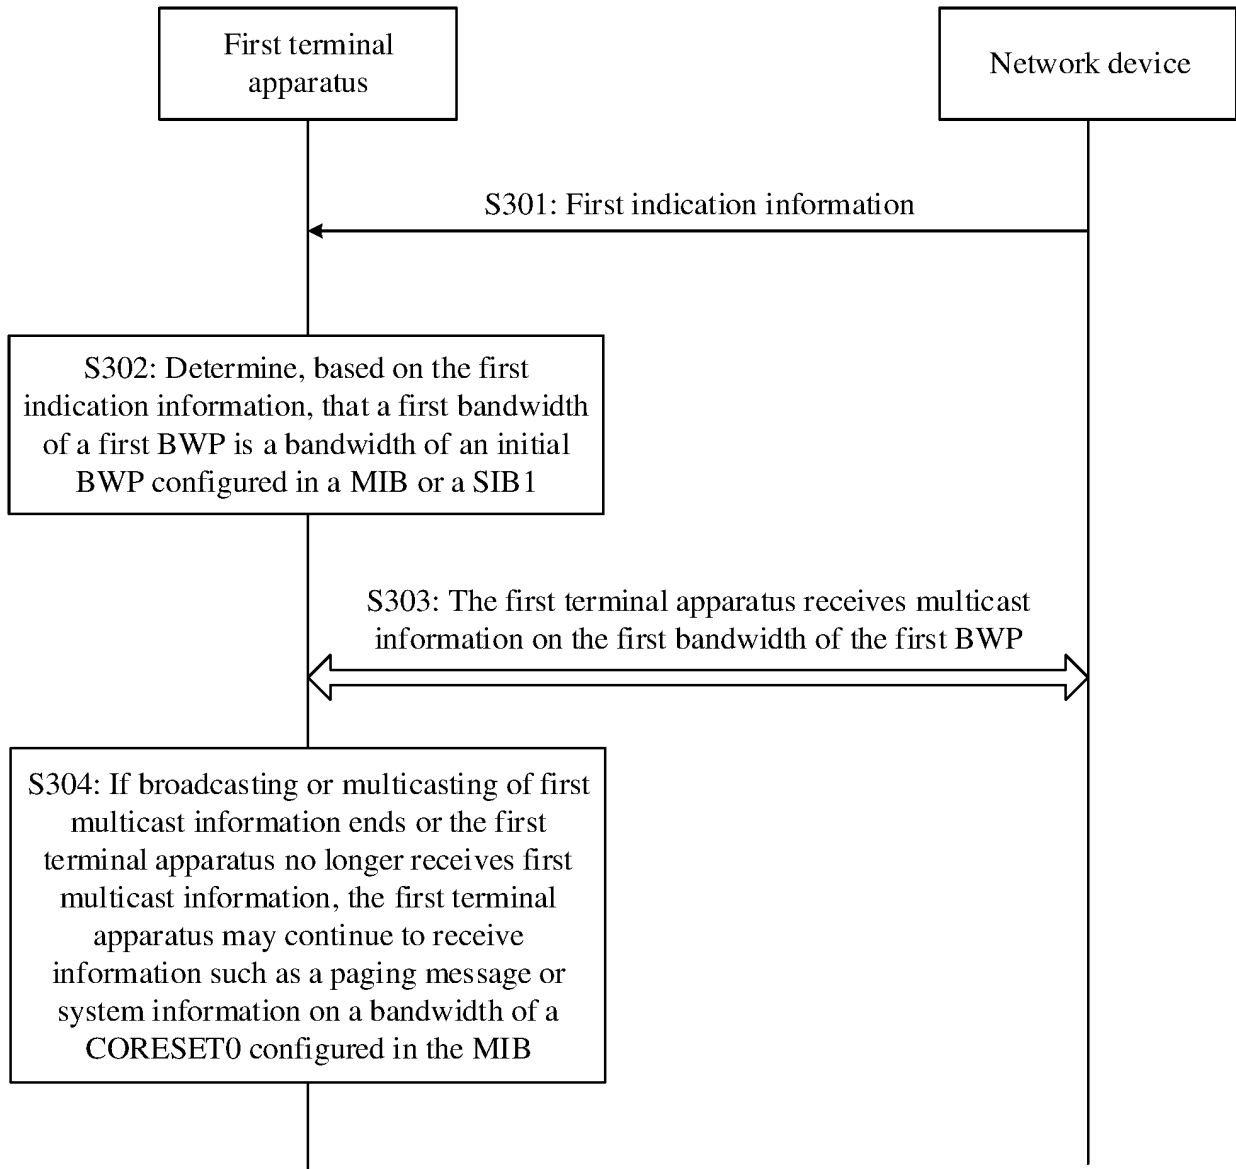 First terminal
apparatus
Network device
S301: First indication information
S302: Determine, based on the first
indication information, that a first bandwidth
of a first BWP is a bandwidth of an initial
BWP configured in a MIB or a SIB1
S303: The first terminal apparatus receives multicast
information on the first bandwidth of the first BWP
S304: If broadcasting or multicasting of first
multicast information ends or the first
terminal apparatus no longer receives first
multicast information, the first terminal
apparatus may continue to receive
information such as a paging message or
system information on a bandwidth of a
CORESET0 configured in the MIB